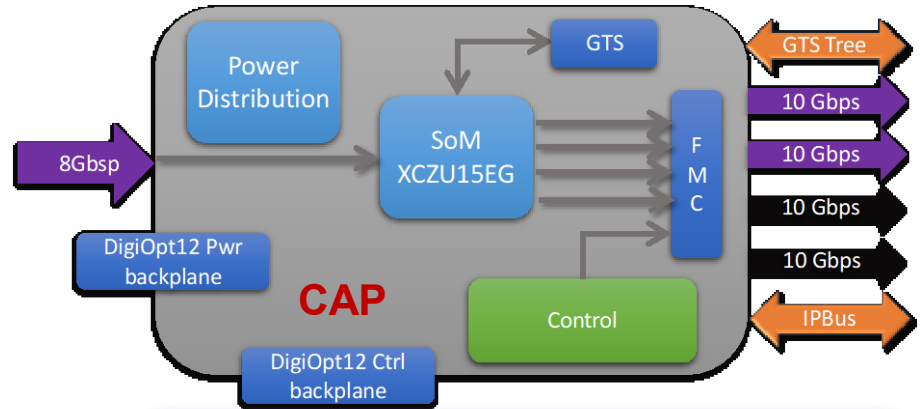 GTS
GTS Tree
Power
Distribution
10 Gbps
SoM
XCZU15EG
F
M
C
10 Gbps
8Gbsp
10 Gbps
DigiOpt12 Pwr
backplane
10 Gbps
CAP
Control
IPBus
DigiOpt12 Ctrl
backplane